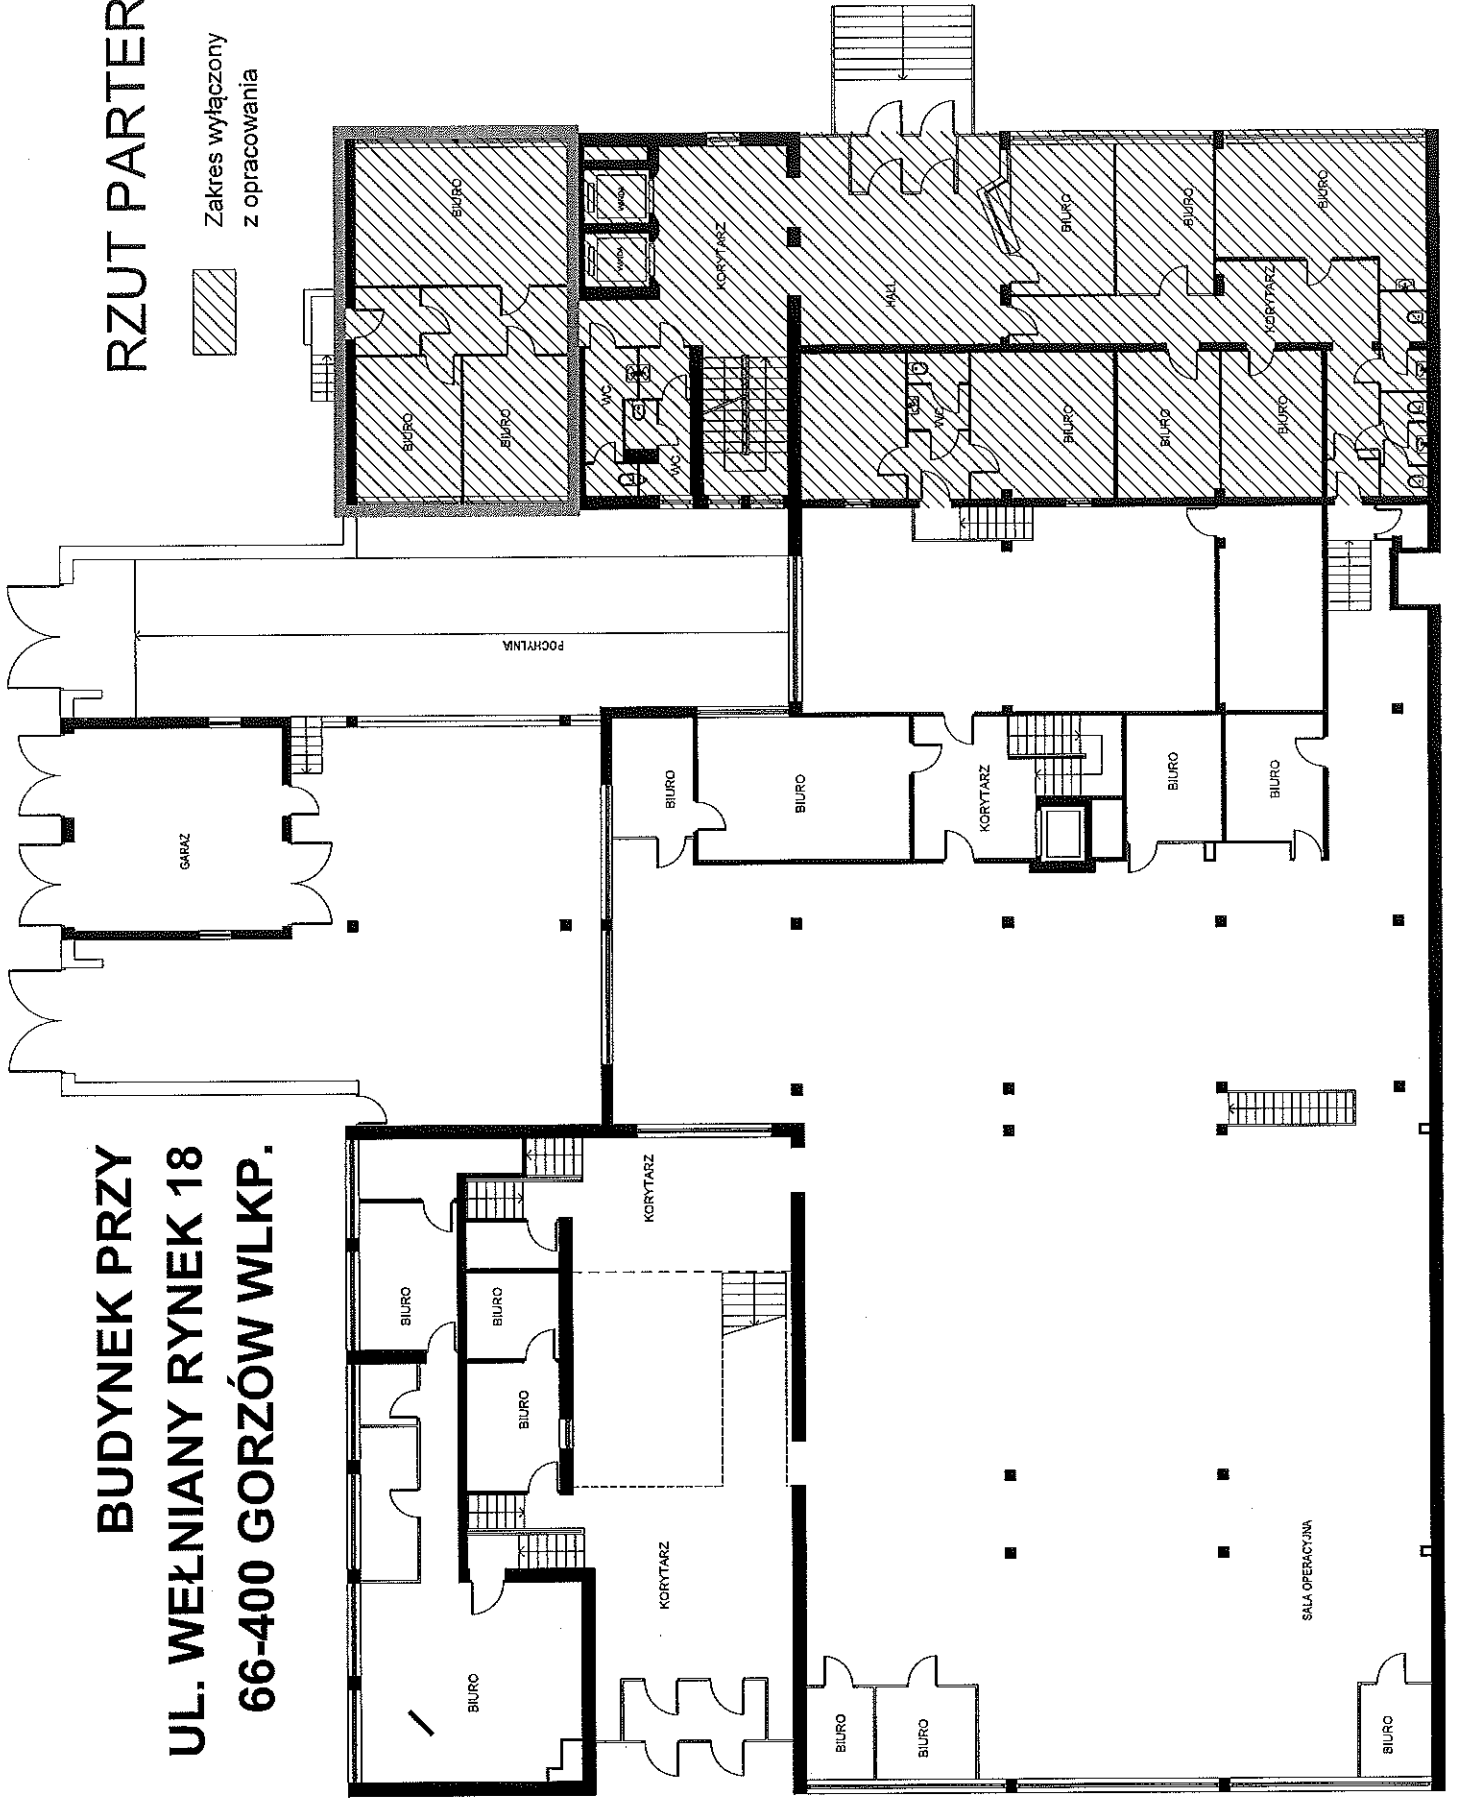 BUDYNEK PRZY
UL. WEŁNIANY RYNEK 18
66-400 GORZÓW WLKP.
RZUT PARTER
Zakres wyłączony
z opracowania
BIURO
BIURO
BIURO
WINDA
WINDA
KORYTARZ
WC
WC
HALL
BIURO
BIURO
BIURO
KORYTARZ
WC
BIURO
BIURO
BIURO
POCHYLNIA
GARAŻ
BIURO
BIURO
KORYTARZ
BIURO
BIURO
KORYTARZ
BIURO
BIURO
BIURO
KORYTARZ
BIURO
SALA OPERACYJNA
BIURO
BIURO
BIURO